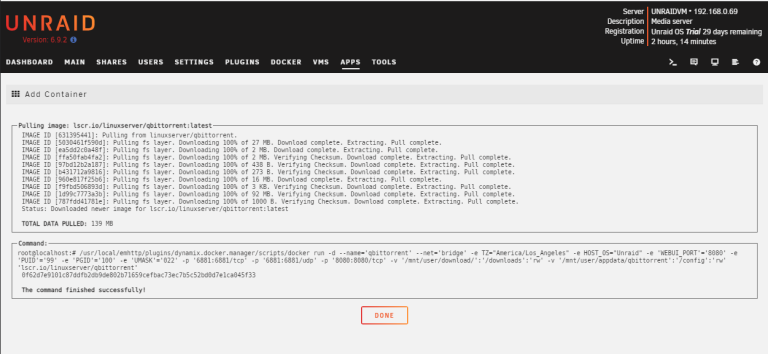 UNRAID
Version: 6.9.2
Server UNRAIDVM • 192.168.0.69
Description Media server
Registration Unraid OS Trial 29 days remaining
Uptime 2 hours, 14 minutes
DASHBOARD MAIN SHARES USERS SETTINGS PLUGINS DOCKER VMS APPS TOOLS
Add Container
Pulling image: lscr.io/linuxserver/qbittorrent:latest
IMAGE ID [631395441]: Pulling from linuxserver/qbittorrent.
IMAGE ID [5030461f590d]: Pulling fs layer. Downloading 100% of 27 MB. Download complete. Extracting. Pull complete.
IMAGE ID [ea5dd2c0a48f]: Pulling fs layer. Downloading 100% of 2 MB. Download complete. Extracting. Pull complete.
IMAGE ID [ffa50fab4fa2]: Pulling fs layer. Downloading 100% of 2 MB. Verifying Checksum. Download complete. Extracting. Pull complete.
IMAGE ID [97bd12b2a187]: Pulling fs layer. Downloading 100% of 438 B. Verifying Checksum. Download complete. Extracting. Pull complete.
IMAGE ID [b431712a9816]: Pulling fs layer. Downloading 100% of 273 B. Download complete. Extracting. Pull complete.
IMAGE ID [960e817f25b6]: Pulling fs layer. Downloading 100% of 16 MB. Download complete. Extracting. Pull complete.
IMAGE ID [f9fbd506893d]: Pulling fs layer. Downloading 100% of 3 KB. Verifying Checksum. Download complete. Extracting. Pull complete.
IMAGE ID [1d99c7773a3b]: Pulling fs layer. Downloading 100% of 92 MB. Verifying Checksum. Download complete. Extracting. Pull complete.
IMAGE ID [787fdd41781e]: Pulling fs layer. Downloading 100% of 1000 B. Verifying Checksum. Download complete. Extracting. Pull complete.
Status: Downloaded newer image for lscr.io/linuxserver/qbittorrent:latest
TOTAL DATA PULLED: 139 MB
Command:
root@localhost:# /usr/local/emhttp/plugins/dynamix.docker.manager/scripts/docker run -d --name='qbittorrent' --net='bridge' -e TZ="America/Los_Angeles" -e HOST_OS="Unraid" -e 'WEBUI_PORT'='8080' -e
'PUID'='99' -e 'PGID'='100' -e 'UMASK'='022' -p '6881:6881/tcp' -p '6881:6881/udp' -p '8080:8080/tcp' -v '/mnt/user/download/':'/downloads':'rw' -v '/mnt/user/appdata/qbittorrent':'/config':'rw'
'lscr.io/linuxserver/qbittorrent'
0f62d7e9101c87ddfb2db9de802b71659cefbac73ec7b5c52bd0d7e1ca045f33
The command finished successfully!
DONE